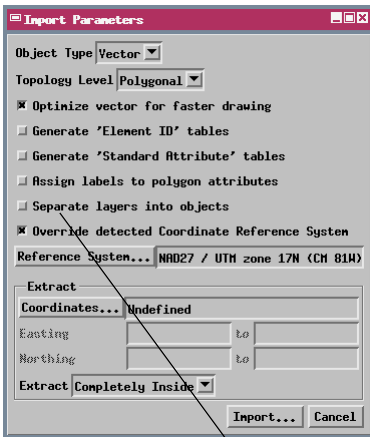 Import Parameters
Object Type Vector
Topology Level Polygonal
Optimize vector for faster drawing
Generate 'Element ID' tables
Generate 'Standard Attribute' tables
Assign labels to polygon attributes
Separate layers into objects
Override detected Coordinate Reference System
Reference System... NAD27 / UTM zone 17N (CM 81W)
Extract
Coordinates... Undefined
Easting to
Northing to
Extract Completely Inside
Import... Cancel